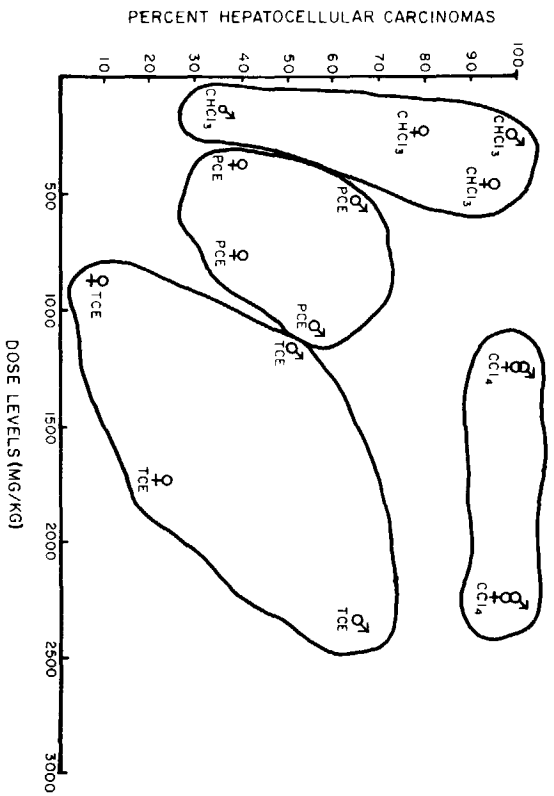 PERCENT HEPATOCELLULAR CARCINOMAS
100
90
80
70
60
50
40
30
20
10
♂
CHCl₃
♀
CHCl₃
♀
CHCl₃
♂
CHCl₃
♂
PCE
♀
PCE
♀
PCE
♂
PCE
♂
TCE
♀
TCE
♀
TCE
♂
TCE
♀♂
CCl₄
♀♂
CCl₄
500
1000
1500
2000
2500
3000
DOSE LEVELS (MG/KG)